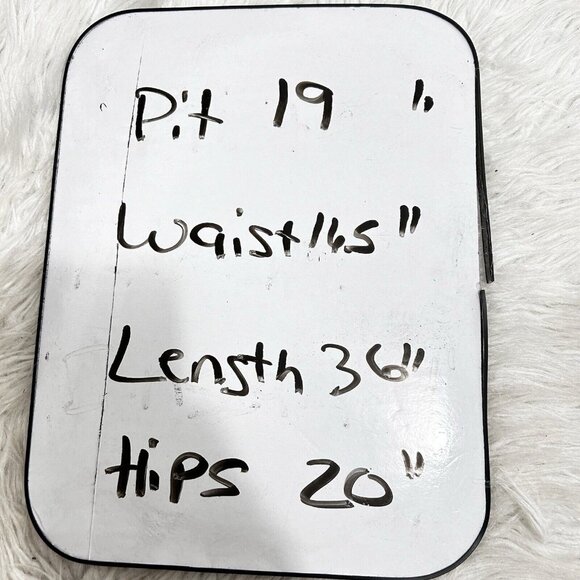 Pit 19 "
Waist 16.5 "
Length 36"
Hips 20 "